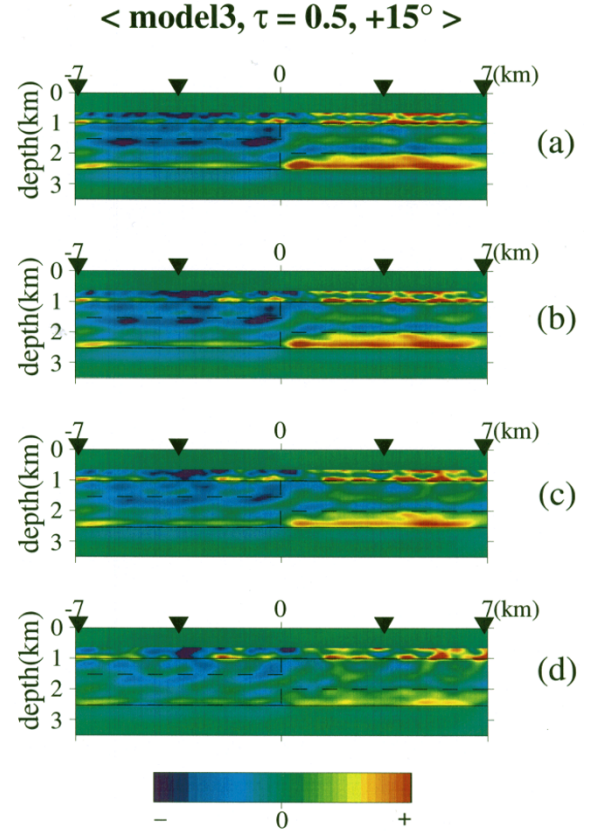 < model3, τ = 0.5, +15° >
-7 0 7(km)
0
1
2
3
depth(km)
(a)
-7 0 7(km)
0
1
2
3
depth(km)
(b)
-7 0 7(km)
0
1
2
3
depth(km)
(c)
-7 0 7(km)
0
1
2
3
depth(km)
(d)
− 0 +